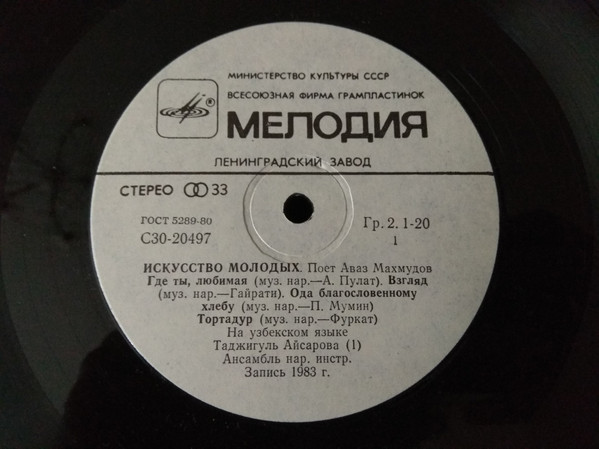 МИНИСТЕРСТВО КУЛЬТУРЫ СССР
ВСЕСОЮЗНАЯ ФИРМА ГРАМПЛАСТИНОК
МЕЛОДИЯ
®
ЛЕНИНГРАДСКИЙ ЗАВОД
СТЕРЕО 33
ГОСТ 5289-80
С30-20497
Гр. 2. 1-20
1
ИСКУССТВО МОЛОДЫХ. Поет Аваз Махмудов
Где ты, любимая (муз. нар.—А. Пулат). Взгляд
(муз. нар.—Гайрати). Ода благословенному
хлебу (муз. нар.—П. Мумин)
Тортадур (муз. нар.—Фуркат)
На узбекском языке
Таджигуль Айсарова (1)
Ансамбль нар. инстр.
Запись 1983 г.